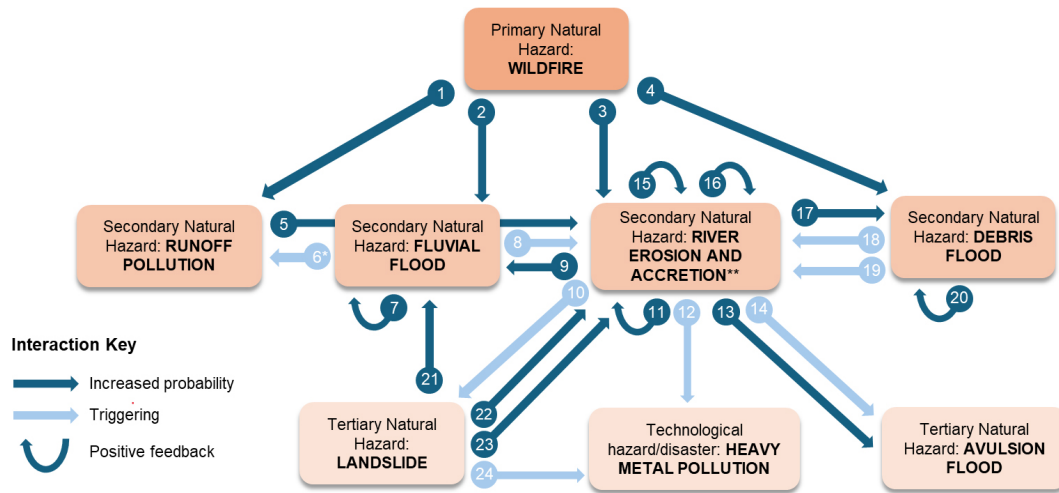 Primary Natural
Hazard:
WILDFIRE
1
2
3
4
15
16
Secondary Natural
Hazard: RUNOFF
POLLUTION
5
6*
Secondary Natural
Hazard: FLUVIAL
FLOOD
8
9
10
Secondary Natural
Hazard: RIVER
EROSION AND
ACCRETION**
17
18
19
Secondary Natural
Hazard: DEBRIS
FLOOD
7
11
12
13
14
20
Interaction Key
Increased probability
Triggering
Positive feedback
21
22
23
24
Tertiary Natural
Hazard:
LANDSLIDE
Technological
hazard/disaster: HEAVY
METAL POLLUTION
Tertiary Natural
Hazard: AVULSION
FLOOD